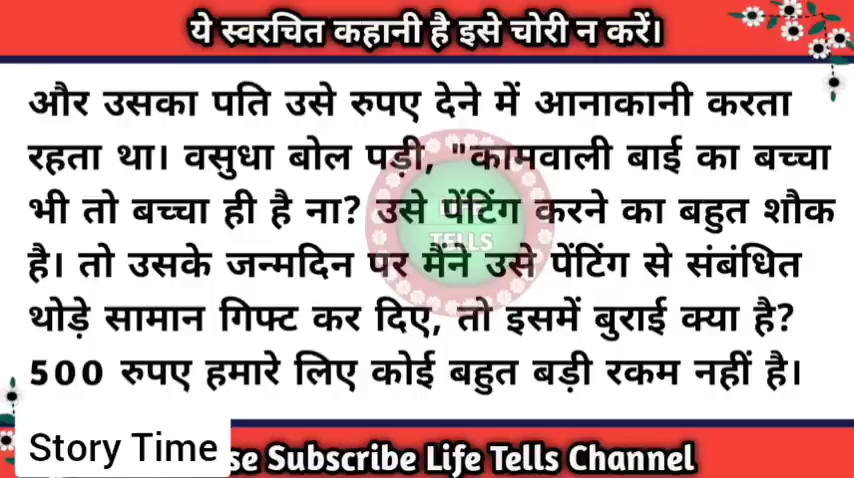 ये स्वरचित कहानी है इसे चोरी न करें।
और उसका पति उसे रुपए देने में आनाकानी करता
रहता था। वसुधा बोल पड़ी, "कामवाली बाई का बच्चा
भी तो बच्चा ही है ना? उसे पेंटिंग करने का बहुत शौक
है। तो उसके जन्मदिन पर मैंने उसे पेंटिंग से संबंधित
थोड़े सामान गिफ्ट कर दिए, तो इसमें बुराई क्या है?
500 रुपए हमारे लिए कोई बहुत बड़ी रकम नहीं है।
TELLS
Story Time
se Subscribe Life Tells Channel